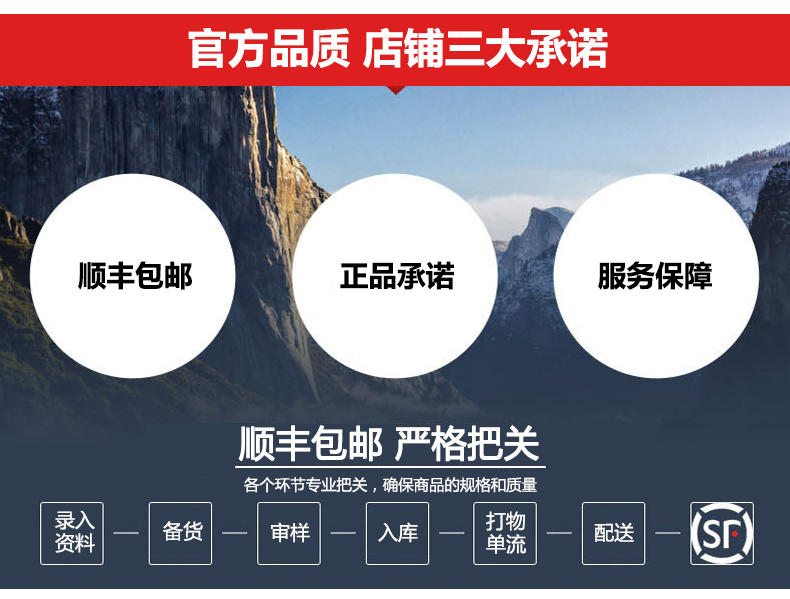 官方品质 店铺三大承诺
顺丰包邮
正品承诺
服务保障
顺丰包邮 严格把关
各个环节专业把关，确保商品的规格和质量
录入
资料
备货
审样
入库
打物
单流
配送
SF